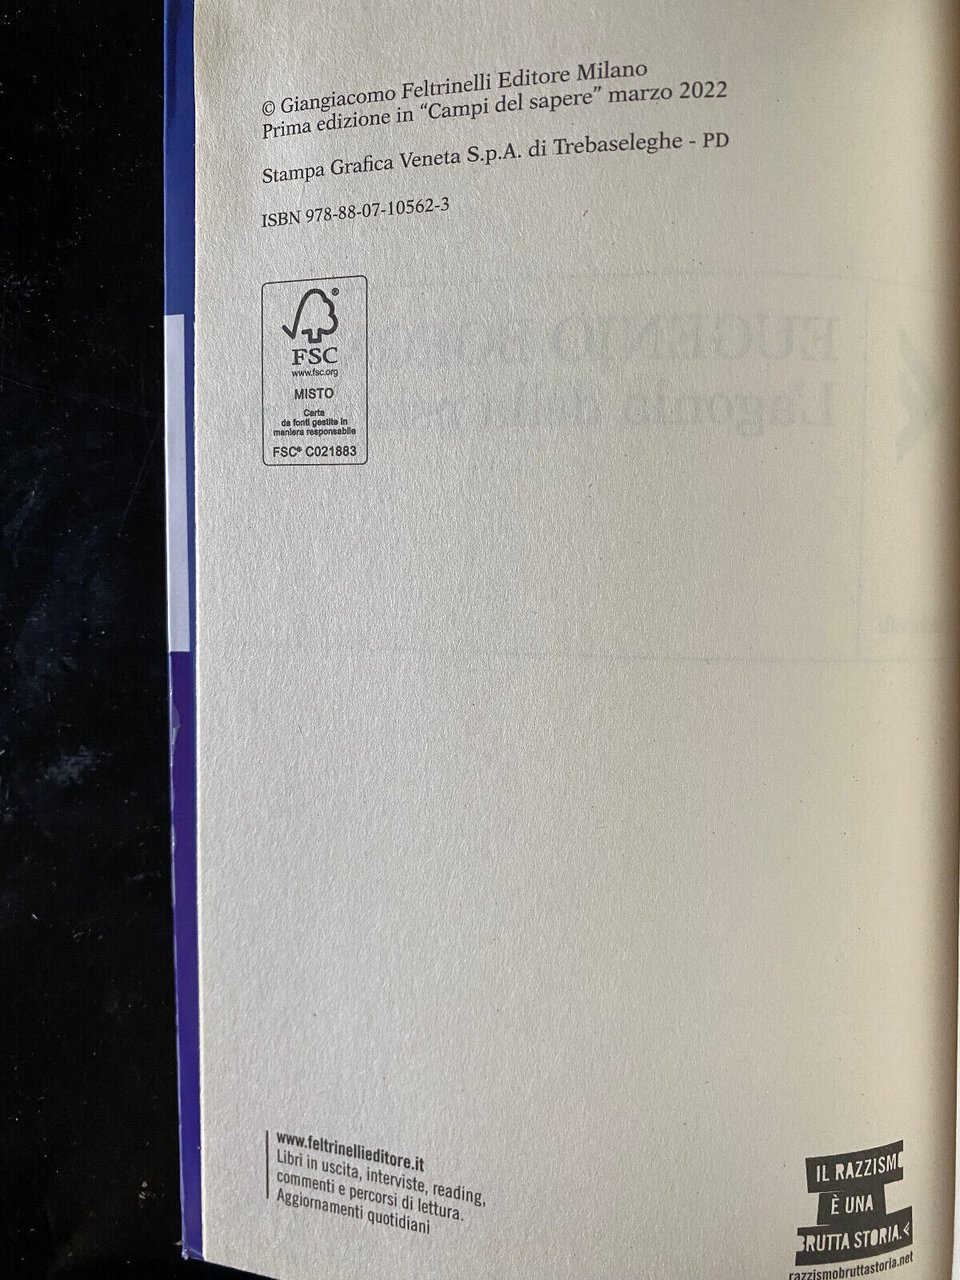 © Giangiacomo Feltrinelli Editore Milano
Prima edizione in “Campi del sapere” marzo 2022
Stampa Grafica Veneta S.p.A. di Trebaseleghe - PD
ISBN 978-88-07-10562-3
FSC
www.fsc.org
MISTO
Carta
da fonti gestite in
maniera responsabile
FSC® C021883
EUGENIO
www.feltrinellieditore.it
Libri in uscita, interviste, reading,
commenti e percorsi di lettura.
Aggiornamenti quotidiani
IL RAZZISMO
È UNA
BRUTTA STORIA.
razzismobruttastoria.net